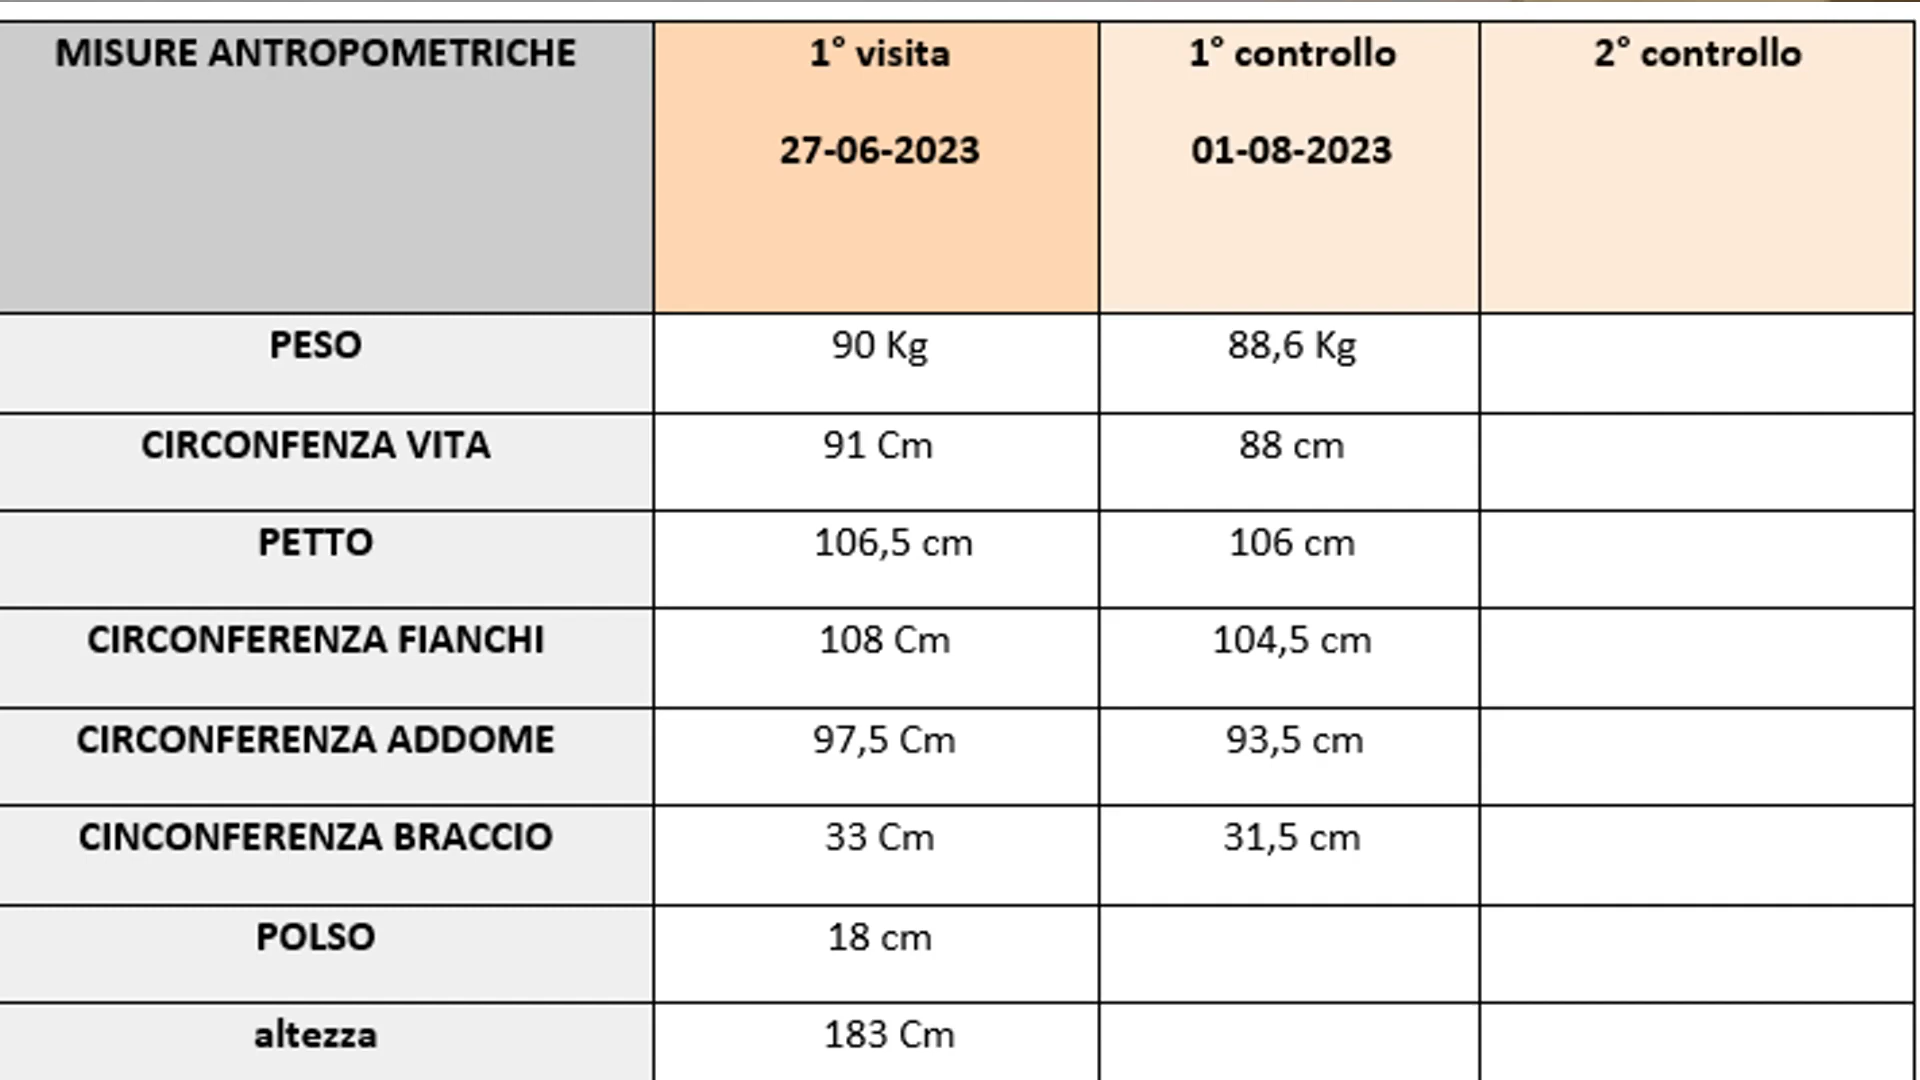 MISURE ANTROPOMETRICHE 1° visita 1° controllo 2° controllo
27-06-2023 01-08-2023
PESO 90 Kg 88,6 Kg
CIRCONFENZA VITA 91 Cm 88 cm
PETTO 106,5 cm 106 cm
CIRCONFERENZA FIANCHI 108 Cm 104,5 cm
CIRCONFERENZA ADDOME 97,5 Cm 93,5 cm
CINCONFERENZA BRACCIO 33 Cm 31,5 cm
POLSO 18 cm
altezza 183 Cm